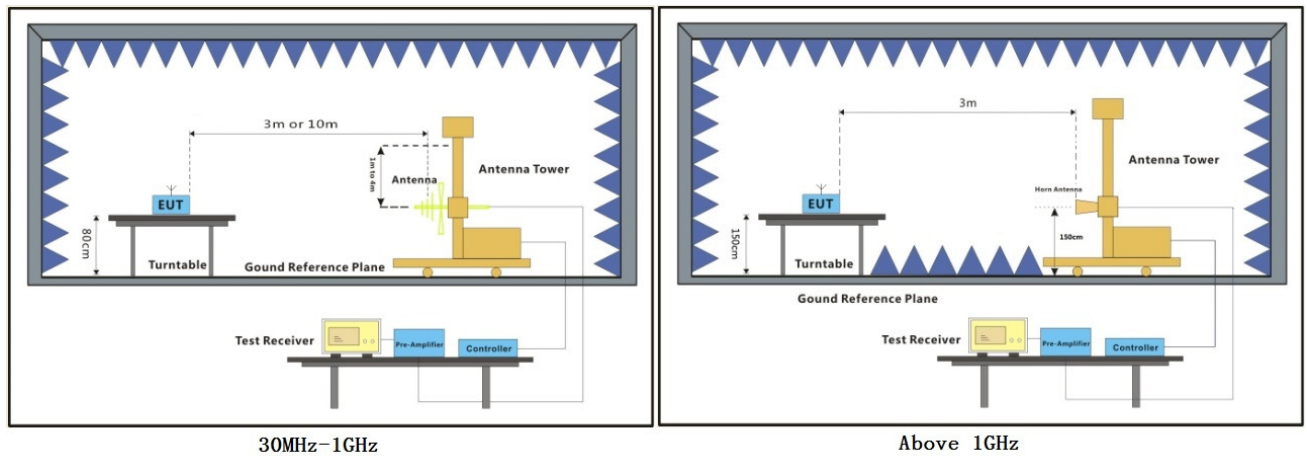 3m or 10m
1m to 4m
Antenna
Antenna Tower
EUT
80cm
Turntable
Gound Reference Plane
Test Receiver
Pre-Amplifier
Controller
30MHz-1GHz
3m
Antenna Tower
Horn Antenna
EUT
150cm
150cm
Turntable
Gound Reference Plane
Test Receiver
Pre-Amplifier
Controller
Above 1GHz